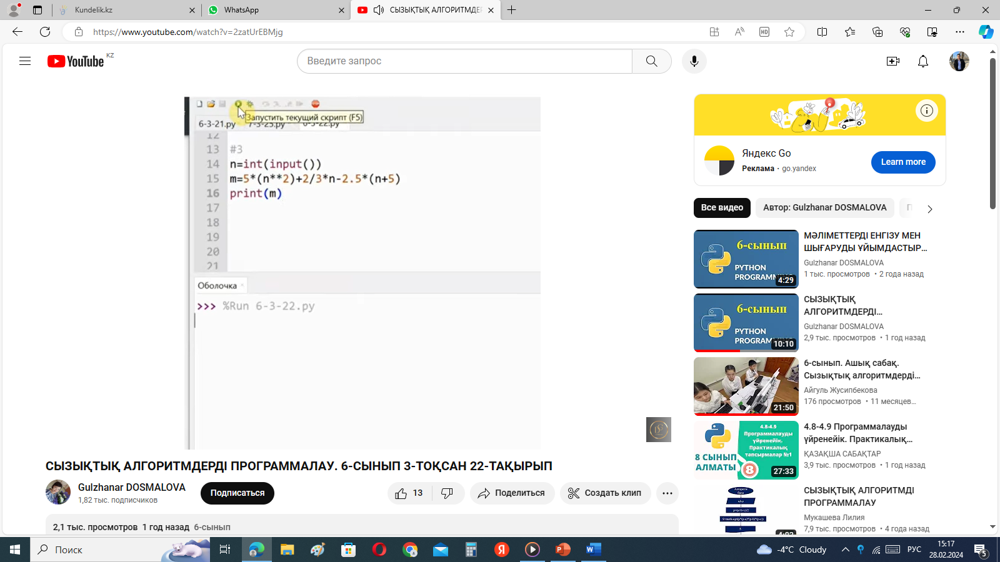 Kundelik.kz
WhatsApp
СЫЗЫҚТЫҚ АЛГОРИТМДЕР
https://www.youtube.com/watch?v=2zatUrEBMjg
HD
YouTube KZ
Введите запрос
Запустить текущий скрипт (F5)
6-3-21.py 7-3-23.py 6-3-22.py
12
13 #3
14 n=int(input())
15 m=5*(n**2)+2/3*n-2.5*(n+5)
16 print(m)
17
18
19
20
21
Оболочка
>>> %Run 6-3-22.py
СЫЗЫҚТЫҚ АЛГОРИТМДЕРДІ ПРОГРАММАЛАУ. 6-СЫНЫП 3-ТОҚСАН 22-ТАҚЫРЫП
Gulzhanar DOSMALOVA
1,82 тыс. подписчиков
Подписаться
13
Поделиться
Создать клип
2,1 тыс. просмотров 1 год назад 6-сынып
Яндекс Go
Реклама · go.yandex
Learn more
Все видео
Автор: Gulzhanar DOSMALOVA
6-сынып
PYTHON
PROGRAMMING
4:29
МӘЛІМЕТТЕРДІ ЕНГІЗУ МЕН
ШЫҒАРУДЫ ҰЙЫМДАСТЫР...
Gulzhanar DOSMALOVA
1 тыс. просмотров • 2 года назад
6-сынып
PYTHON
PROGRAM
10:10
СЫЗЫҚТЫҚ
АЛГОРИТМДЕРДІ...
Gulzhanar DOSMALOVA
2,9 тыс. просмотров • 1 год назад
21:50
6-сынып. Ашық сабақ.
Сызықтық алгоритмдерді...
Айгуль Жусипбекова
176 просмотров • 11 месяцев...
4.8-4.9
Программалауды
үйренейік.
Практикалық
тапсырмалар №1
8 СЫНЫП
АЛМАТЫ
8
27:33
4.8-4.9 Программалауды
үйренейік. Практикалық...
ҚАЗАҚША САБАҚТАР
3,9 тыс. просмотров • 1 год назад
СЫЗЫҚТЫҚ АЛГОРИТМДІ
ПРОГРАММАЛАУ
Мукашева Лилия
7,9 тыс. просмотров • 4 года назад
Поиск
-4°C Cloudy
РУС
15:17
28.02.2024
5